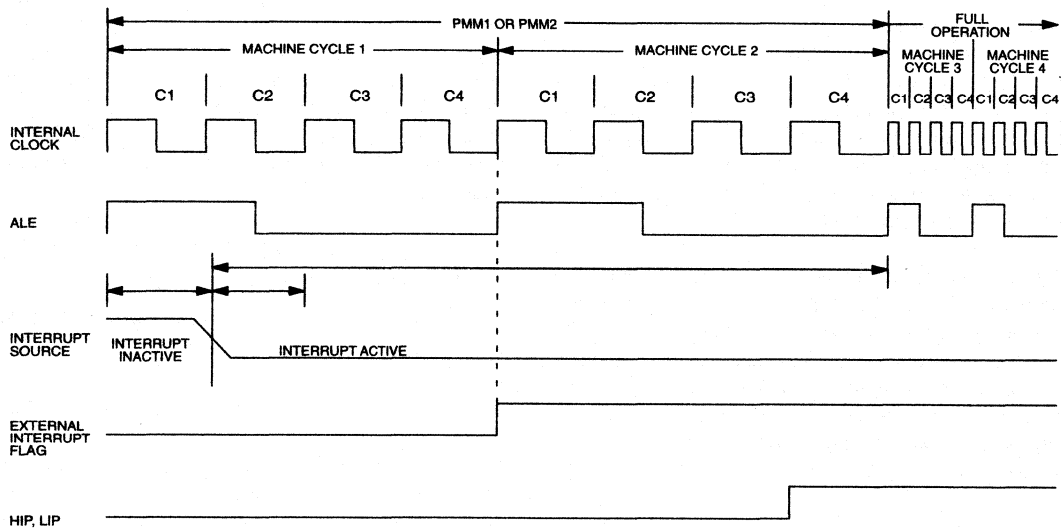 PMM1 OR PMM2
FULL
OPERATION
MACHINE CYCLE 1
MACHINE CYCLE 2
MACHINE
CYCLE 3
MACHINE
CYCLE 4
C1 C2 C3 C4 C1 C2 C3 C4 C1 C2 C3 C4 C1 C2 C3 C4
INTERNAL
CLOCK
ALE
INTERRUPT
SOURCE
INTERRUPT
INACTIVE
INTERRUPT ACTIVE
EXTERNAL
INTERRUPT
FLAG
HIP, LIP